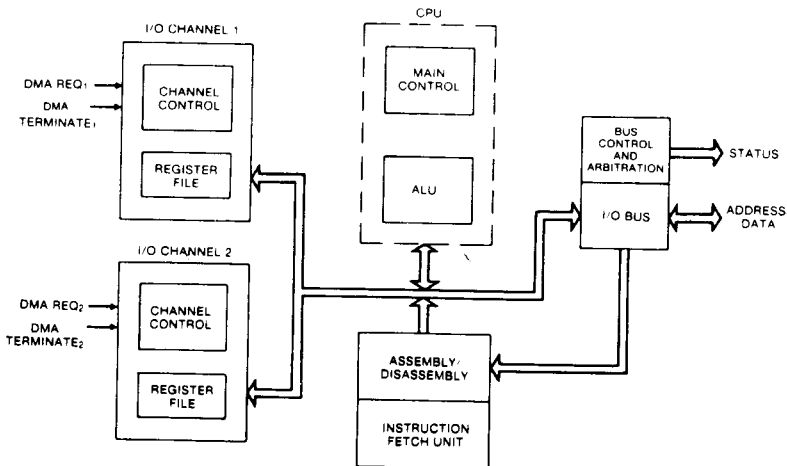 I/O CHANNEL 1
DMA REQ₁
DMA
TERMINATE₁
CHANNEL
CONTROL
REGISTER
FILE
I/O CHANNEL 2
DMA REQ₂
DMA
TERMINATE₂
CHANNEL
CONTROL
REGISTER
FILE
CPU
MAIN
CONTROL
ALU
ASSEMBLY/
DISASSEMBLY
INSTRUCTION
FETCH UNIT
BUS
CONTROL
AND
ARBITRATION
I/O BUS
STATUS
ADDRESS
DATA